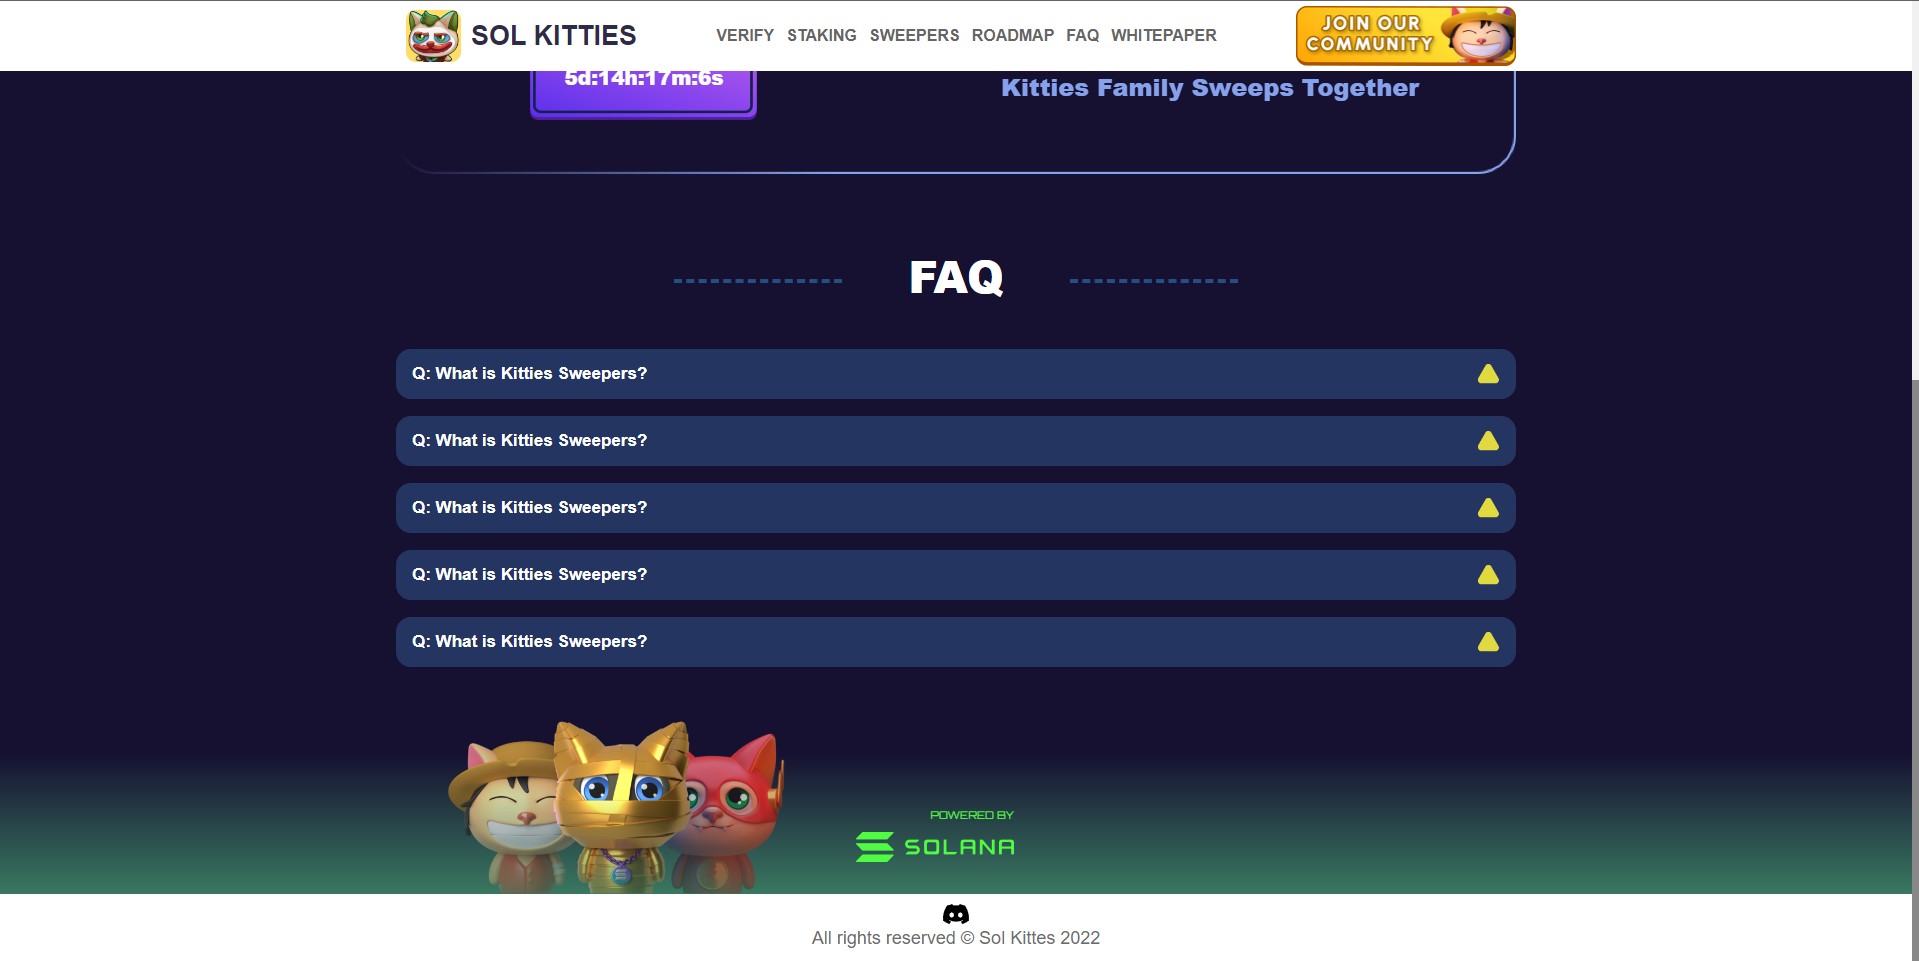 SOL KITTIES
VERIFY STAKING SWEEPERS ROADMAP FAQ WHITEPAPER
JOIN OUR
COMMUNITY
5d:14h:17m:6s
Kitties Family Sweeps Together
FAQ
Q: What is Kitties Sweepers?
Q: What is Kitties Sweepers?
Q: What is Kitties Sweepers?
Q: What is Kitties Sweepers?
Q: What is Kitties Sweepers?
POWERED BY
SOLANA
All rights reserved © Sol Kittes 2022